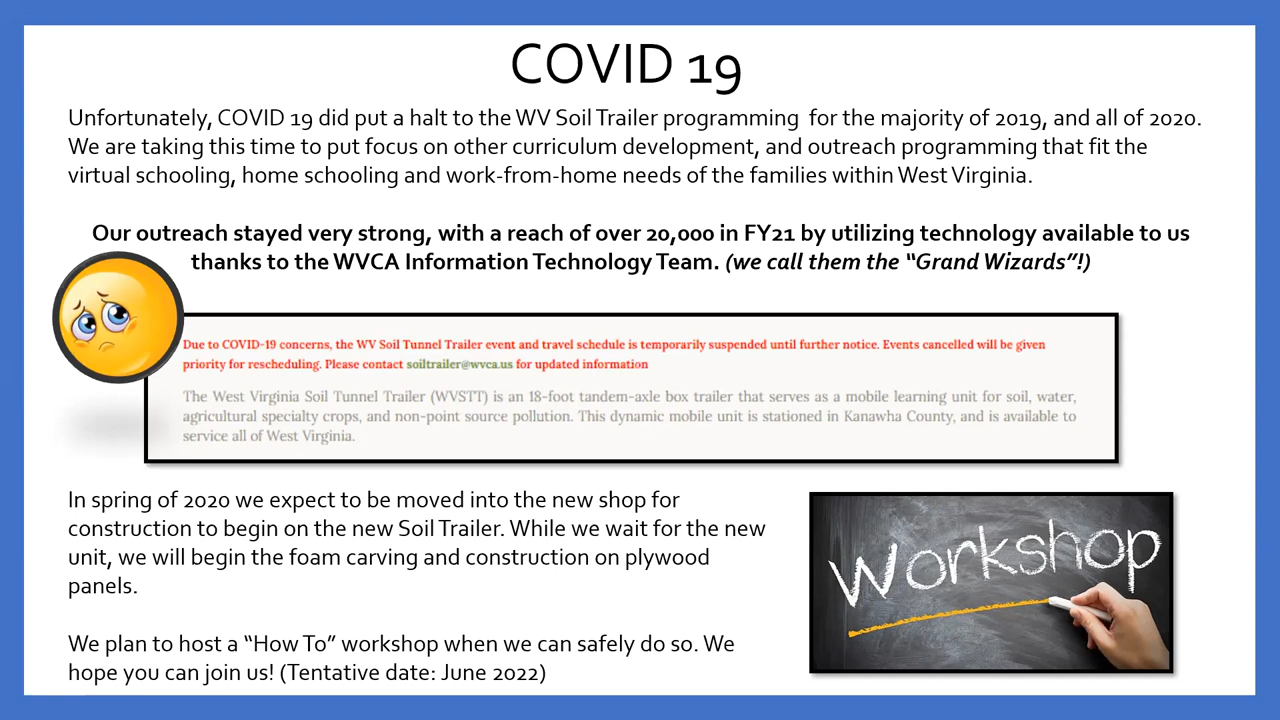 COVID 19
Unfortunately, COVID 19 did put a halt to the WV Soil Trailer programming for the majority of 2019, and all of 2020.
We are taking this time to put focus on other curriculum development, and outreach programming that fit the
virtual schooling, home schooling and work-from-home needs of the families within West Virginia.
Our outreach stayed very strong, with a reach of over 20,000 in FY21 by utilizing technology available to us
thanks to the WVCA Information Technology Team. (we call them the “Grand Wizards”!)
Due to COVID-19 concerns, the WV Soil Tunnel Trailer event and travel schedule is temporarily suspended until further notice. Events cancelled will be given
priority for rescheduling. Please contact soiltrailer@wvca.us for updated information
The West Virginia Soil Tunnel Trailer (WVSTT) is an 18-foot tandem-axle box trailer that serves as a mobile learning unit for soil, water,
agricultural specialty crops, and non-point source pollution. This dynamic mobile unit is stationed in Kanawha County, and is available to
service all of West Virginia.
In spring of 2020 we expect to be moved into the new shop for
construction to begin on the new Soil Trailer. While we wait for the new
unit, we will begin the foam carving and construction on plywood
panels.
We plan to host a “How To” workshop when we can safely do so. We
hope you can join us! (Tentative date: June 2022)
Workshop